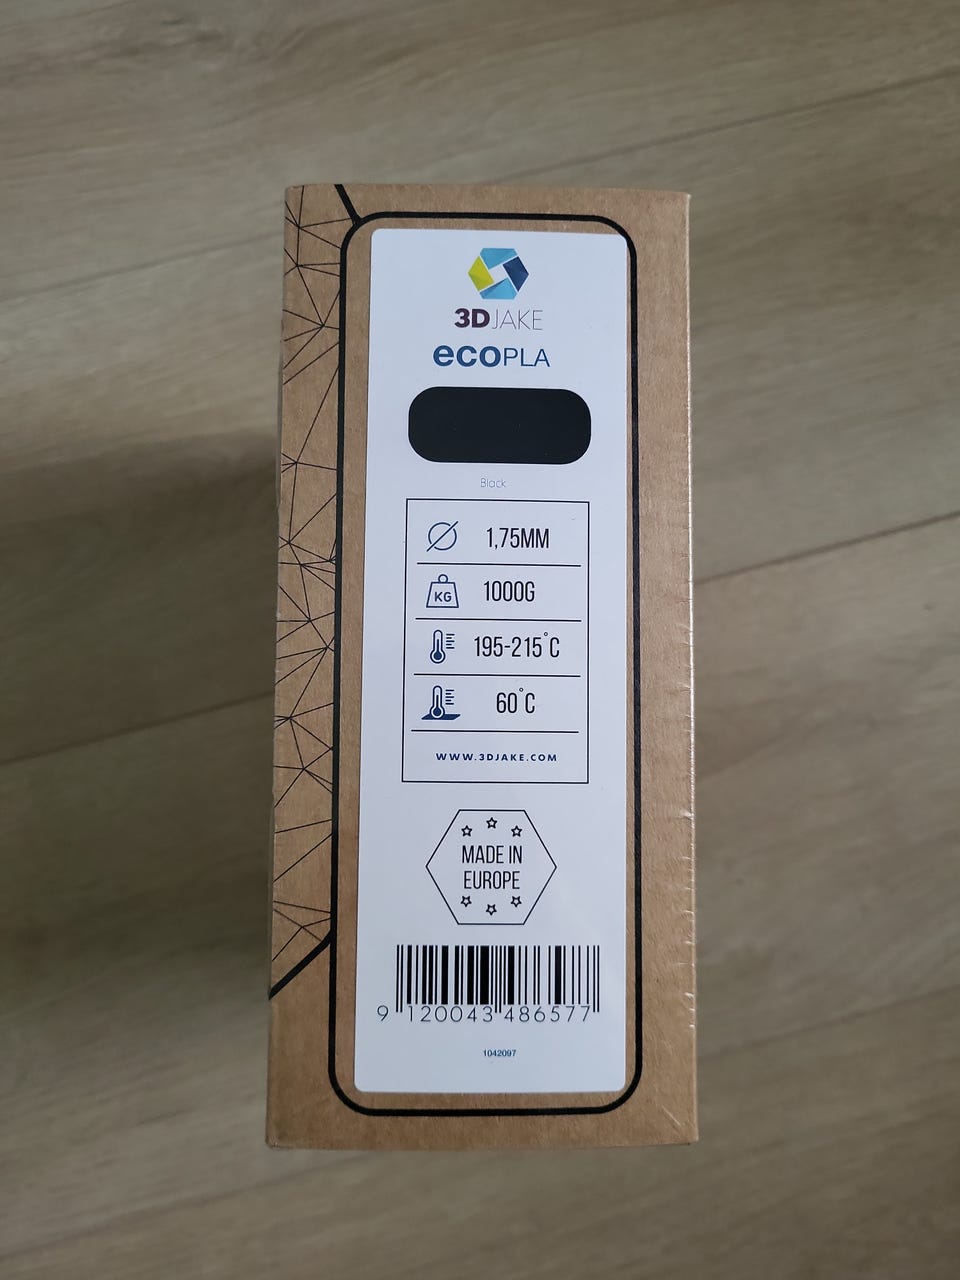 3DJAKE
ecoPLA
Black
1,75MM
KG 1000G
195-215°C
60°C
WWW.3DJAKE.COM
MADE IN
EUROPE
9 120043 486577
1042097